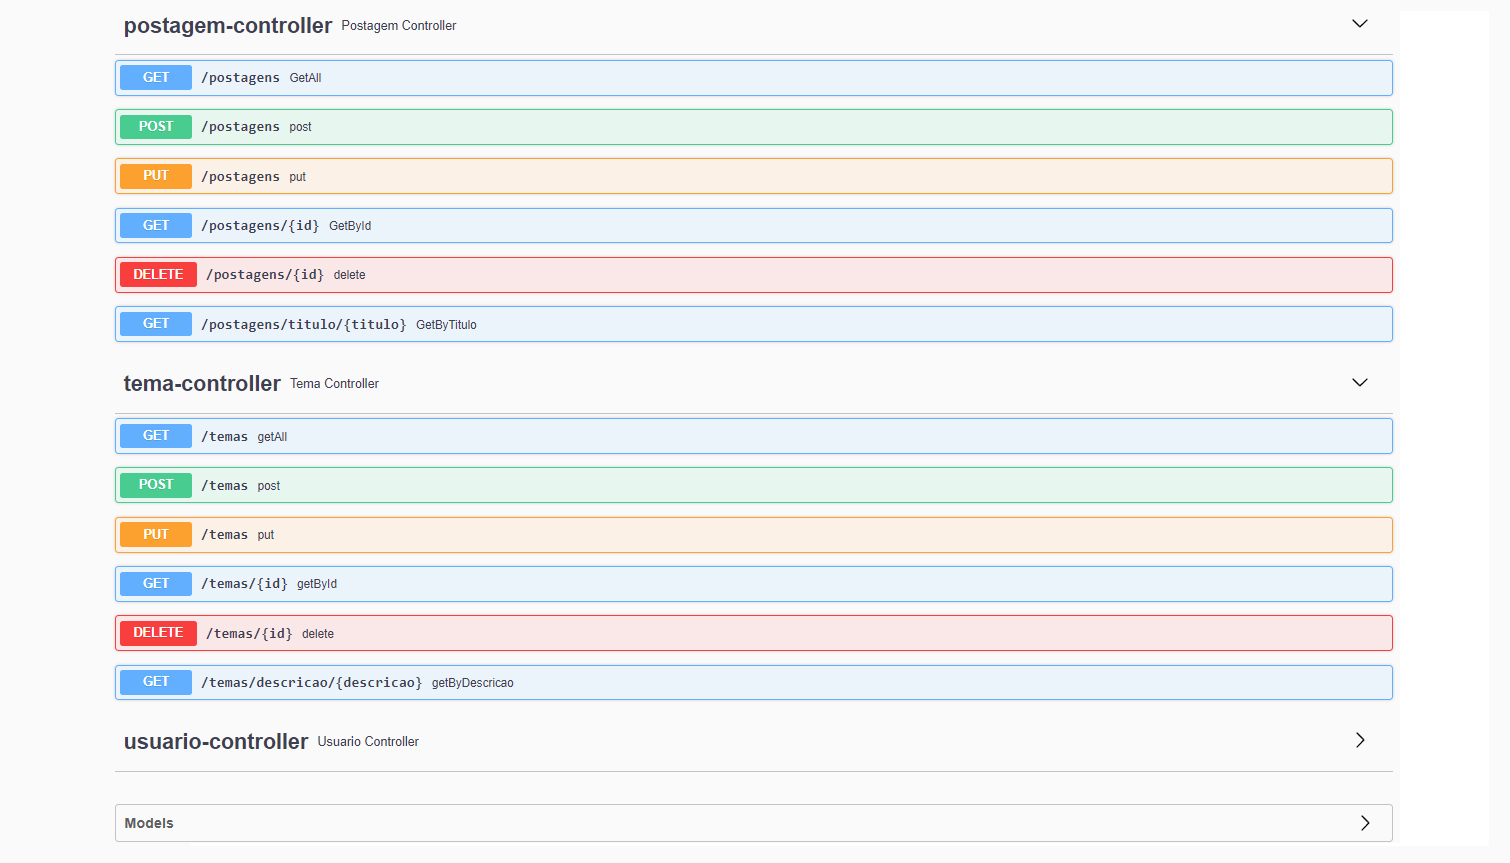 postagem-controller Postagem Controller
GET /postagens GetAll
POST /postagens post
PUT /postagens put
GET /postagens/{id} GetById
DELETE /postagens/{id} delete
GET /postagens/titulo/{titulo} GetByTitulo
tema-controller Tema Controller
GET /temas getAll
POST /temas post
PUT /temas put
GET /temas/{id} getById
DELETE /temas/{id} delete
GET /temas/descricao/{descricao} getByDescricao
usuario-controller Usuario Controller
Models